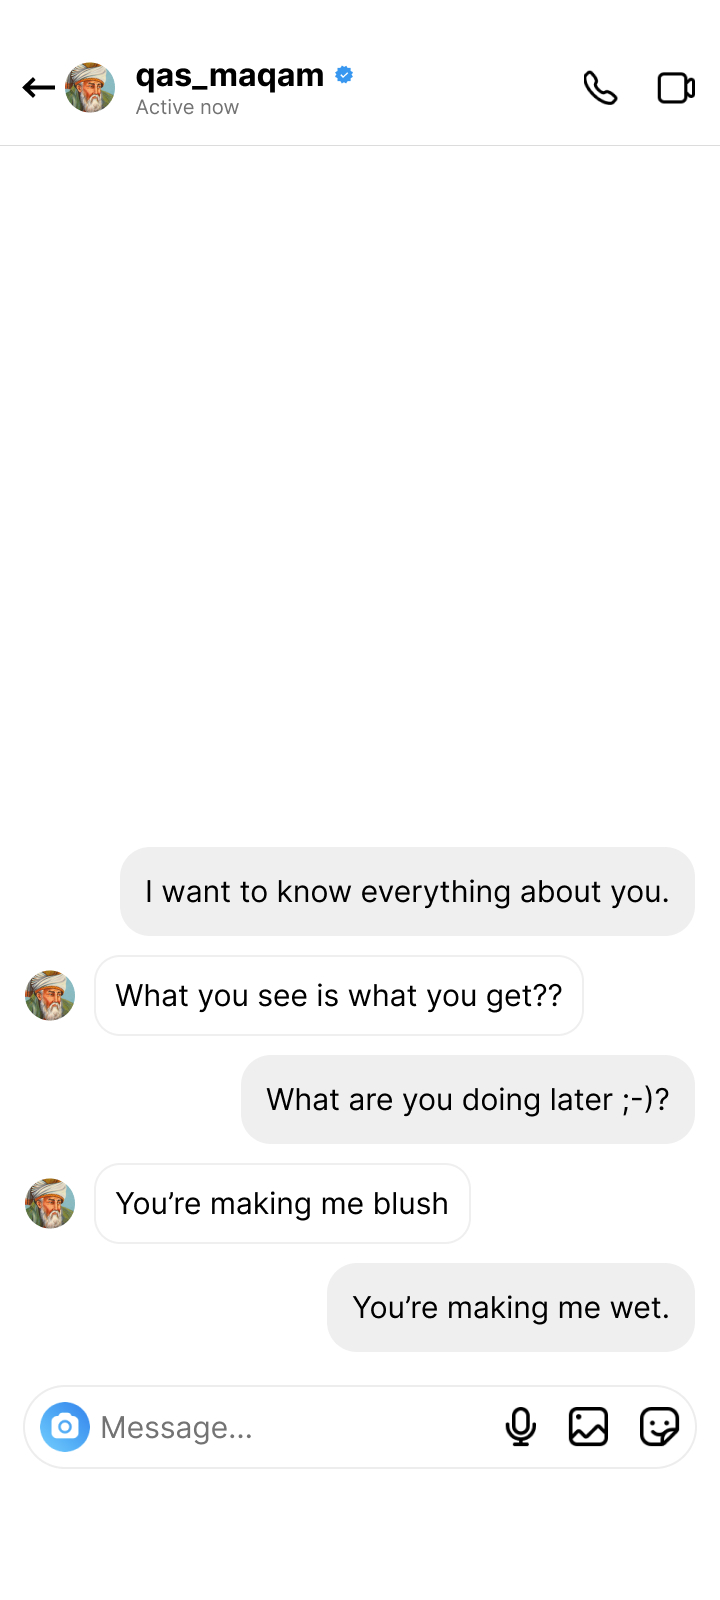 qas_maqam
Active now
I want to know everything about you.
What you see is what you get??
What are you doing later ;-)?
You’re making me blush
You’re making me wet.
Message...